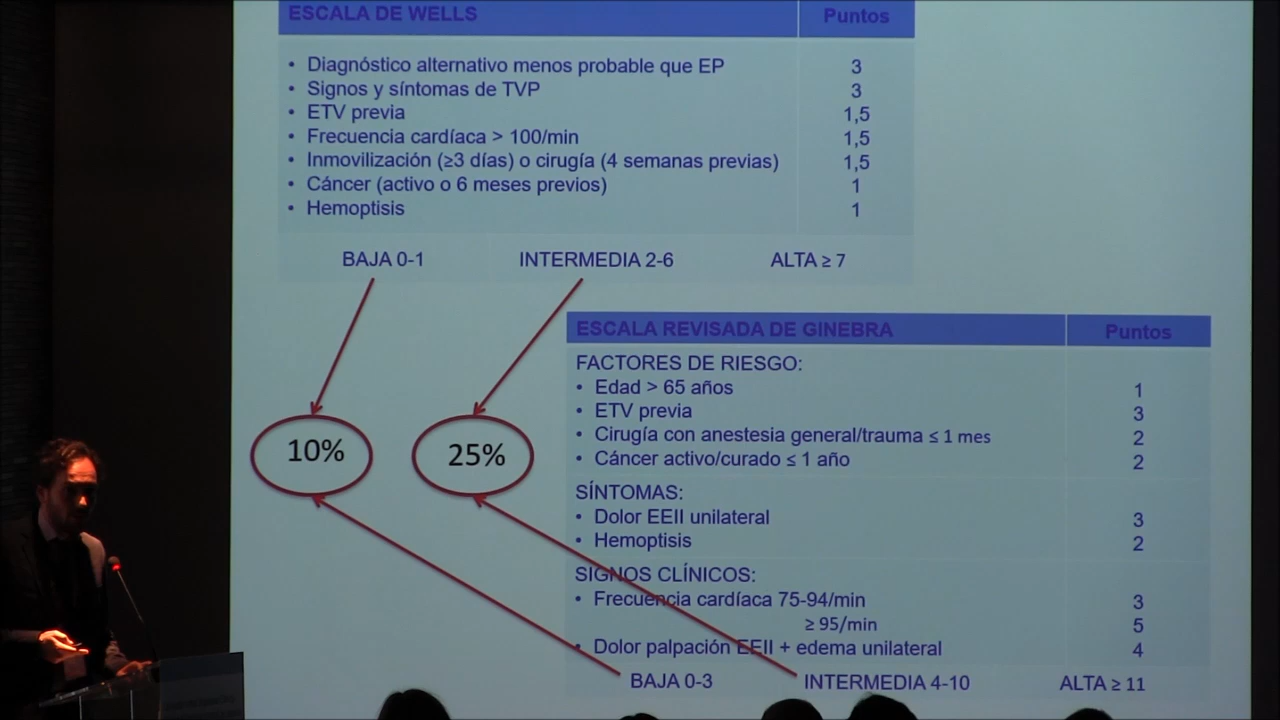 ESCALA DE WELLS Puntos
• Diagnóstico alternativo menos probable que EP 3
• Signos y síntomas de TVP 3
• ETV previa 1,5
• Frecuencia cardíaca > 100/min 1,5
• Inmovilización (≥3 días) o cirugía (4 semanas previas) 1,5
• Cáncer (activo o 6 meses previos) 1
• Hemoptisis 1
BAJA 0-1 INTERMEDIA 2-6 ALTA ≥ 7
10% 25%
ESCALA REVISADA DE GINEBRA Puntos
FACTORES DE RIESGO:
• Edad > 65 años 1
• ETV previa 3
• Cirugía con anestesia general/trauma ≤ 1 mes 2
• Cáncer activo/curado ≤ 1 año 2
SÍNTOMAS:
• Dolor EEII unilateral 3
• Hemoptisis 2
SIGNOS CLÍNICOS:
• Frecuencia cardíaca 75-94/min 3
≥ 95/min 5
• Dolor palpación EEII + edema unilateral 4
BAJA 0-3 INTERMEDIA 4-10 ALTA ≥ 11